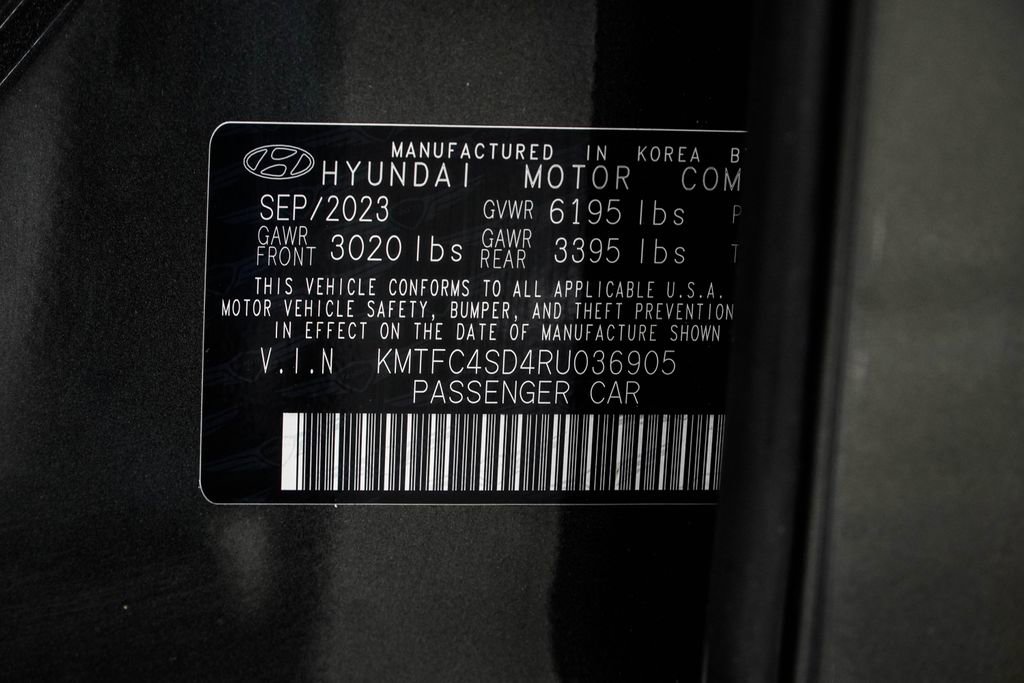 MANUFACTURED IN KOREA B
HYUNDAI MOTOR COM
SEP/2023 GVWR 6195 lbs P
GAWR FRONT 3020 lbs GAWR REAR 3395 lbs T
THIS VEHICLE CONFORMS TO ALL APPLICABLE U.S.A.
MOTOR VEHICLE SAFETY, BUMPER, AND THEFT PREVENTION
IN EFFECT ON THE DATE OF MANUFACTURE SHOWN
V.I.N KMTFC4SD4RU036905
PASSENGER CAR